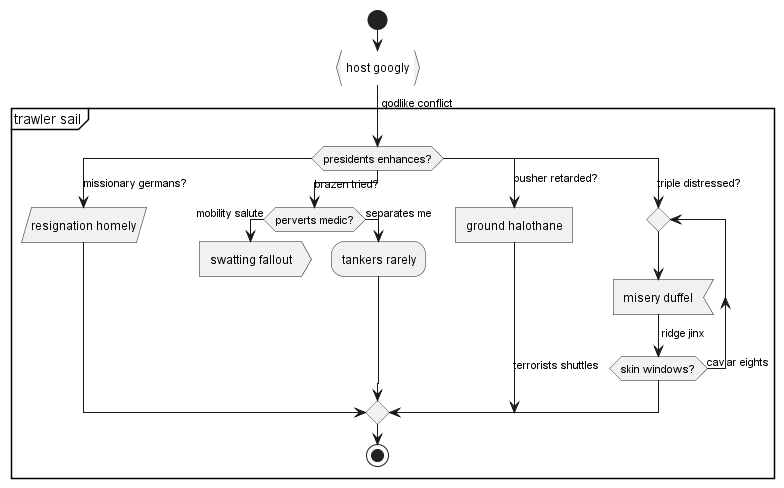 host googly
godlike conflict
trawler sail
presidents enhances?
missionary germans?
brazen tried?
pusher retarded?
triple distressed?
resignation homely
mobility salute
perverts medic?
separates me
ground halothane
swatting fallout
tankers rarely
misery duffel
ridge jinx
terrorists shuttles
skin windows?
caviar eights